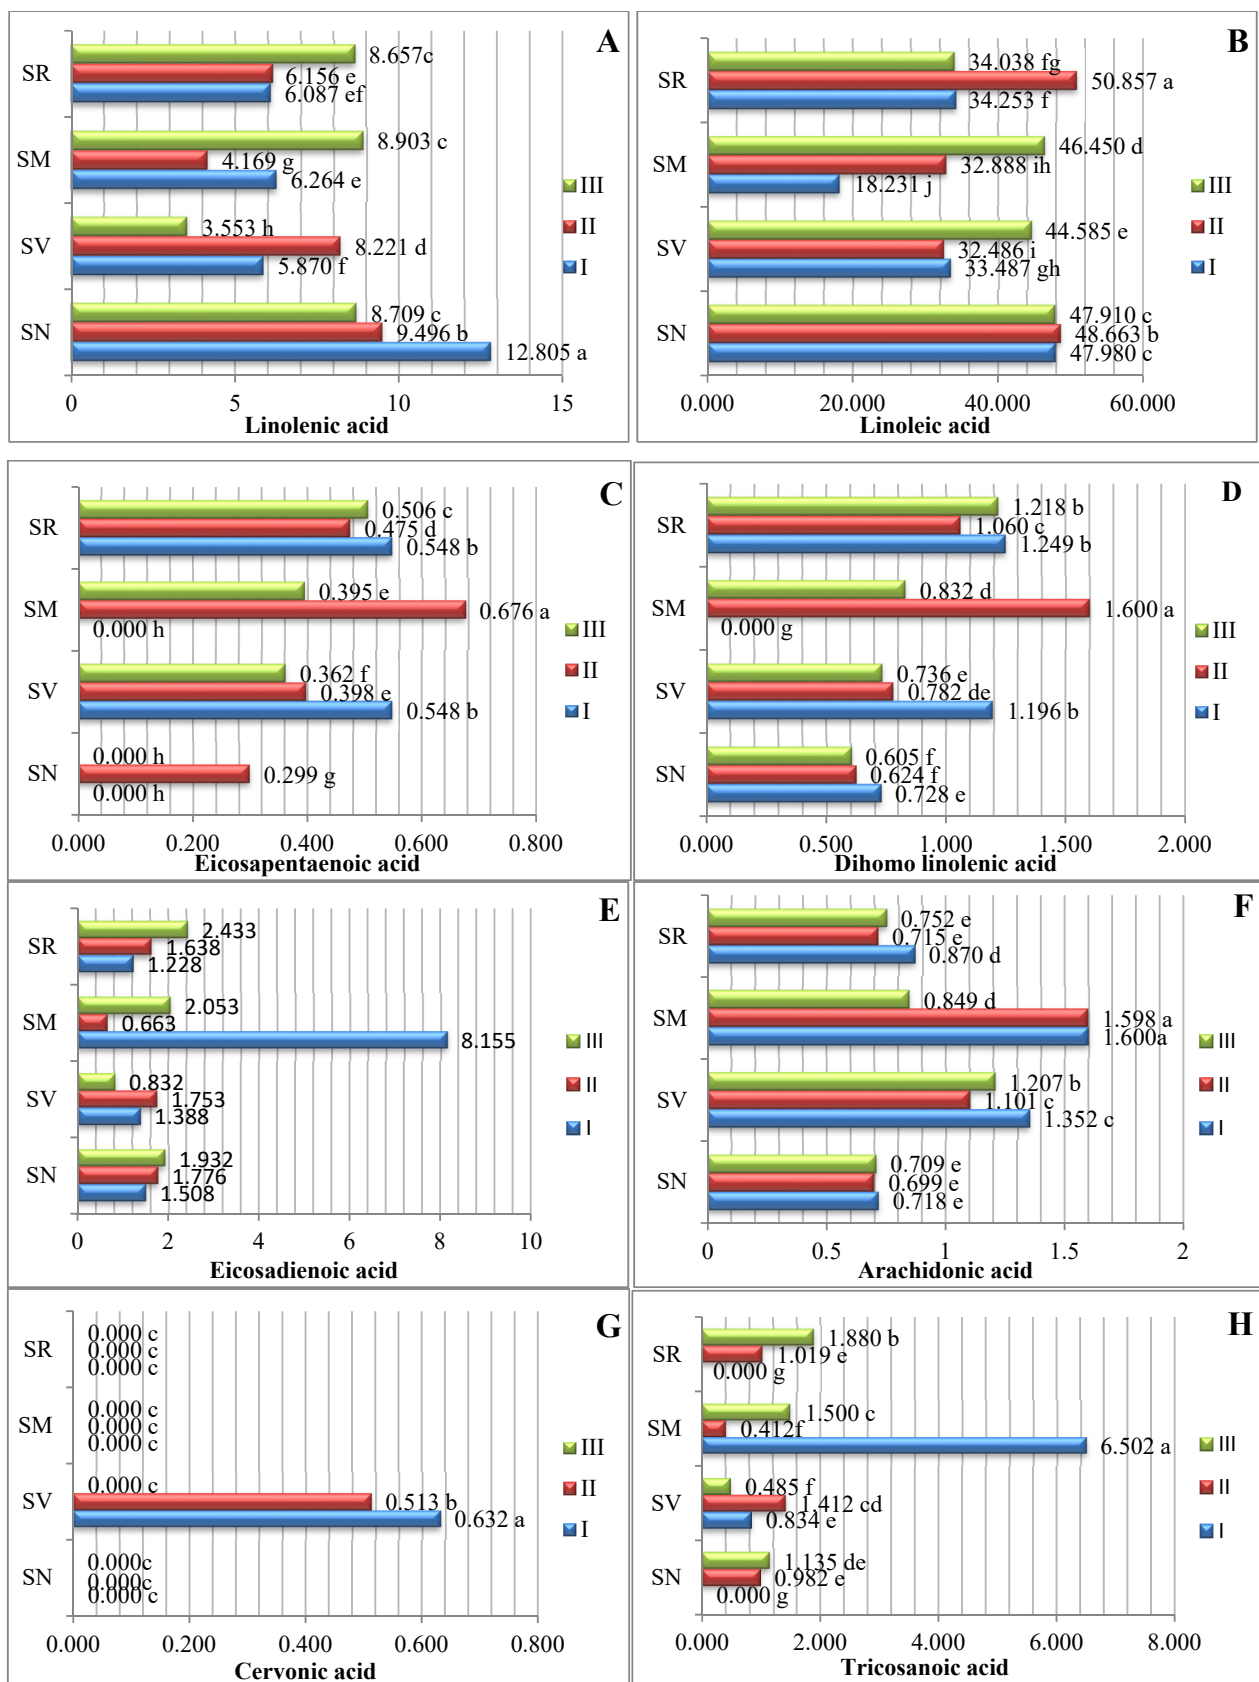 A
SR
8.657c
6.156 e
6.087 ef
SM
8.903 c
4.169 g
6.264 e
SV
3.553 h
8.221 d
5.870 f
SN
8.709 c
9.496 b
12.805 a
III
II
I
0 5 10 15
Linolenic acid
B
SR
34.038 fg
50.857 a
34.253 f
SM
46.450 d
32.888 ih
18.231 j
SV
44.585 e
32.486 i
33.487 gh
SN
47.910 c
48.663 b
47.980 c
III
II
I
0.000 20.000 40.000 60.000
Linoleic acid
C
SR
0.506 c
0.475 d
0.548 b
SM
0.395 e
0.676 a
0.000 h
SV
0.362 f
0.398 e
0.548 b
SN
0.000 h
0.299 g
0.000 h
III
II
I
0.000 0.200 0.400 0.600 0.800
Eicosapentaenoic acid
D
SR
1.218 b
1.060 c
1.249 b
SM
0.832 d
1.600 a
0.000 g
SV
0.736 e
0.782 de
1.196 b
SN
0.605 f
0.624 f
0.728 e
III
II
I
0.000 0.500 1.000 1.500 2.000
Dihomo linolenic acid
E
SR
2.433
1.638
1.228
SM
2.053
0.663
8.155
SV
0.832
1.753
1.388
SN
1.932
1.776
1.508
III
II
I
0 2 4 6 8 10
Eicosadienoic acid
F
SR
0.752 e
0.715 e
0.870 d
SM
0.849 d
1.598 a
1.600a
SV
1.207 b
1.101 c
1.352 c
SN
0.709 e
0.699 e
0.718 e
III
II
I
0 0.5 1 1.5 2
Arachidonic acid
G
SR
0.000 c
0.000 c
0.000 c
SM
0.000 c
0.000 c
0.000 c
SV
0.000 c
0.513 b
0.632 a
SN
0.000c
0.000c
0.000 c
III
II
I
0.000 0.200 0.400 0.600 0.800
Cervonic acid
H
SR
1.880 b
1.019 e
0.000 g
SM
1.500 c
0.412f
6.502 a
SV
0.485 f
1.412 cd
0.834 e
SN
1.135 de
0.982 e
0.000 g
III
II
I
0.000 2.000 4.000 6.000 8.000
Tricosanoic acid